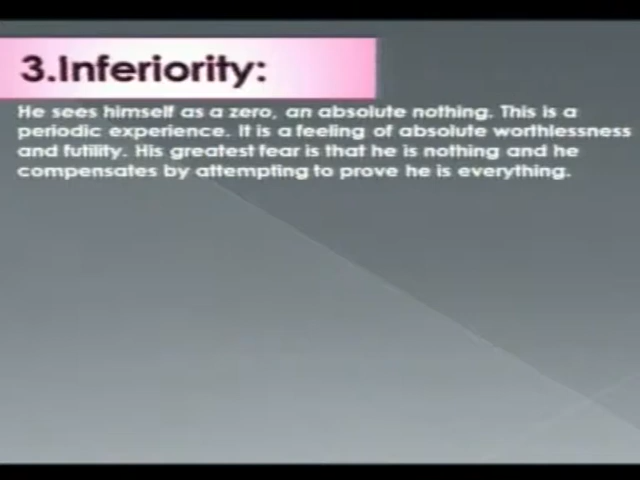 3.Inferiority:
He sees himself as a zero, an absolute nothing. This is a
periodic experience. It is a feeling of absolute worthlessness
and futility. His greatest fear is that he is nothing and he
compensates by attempting to prove he is everything.